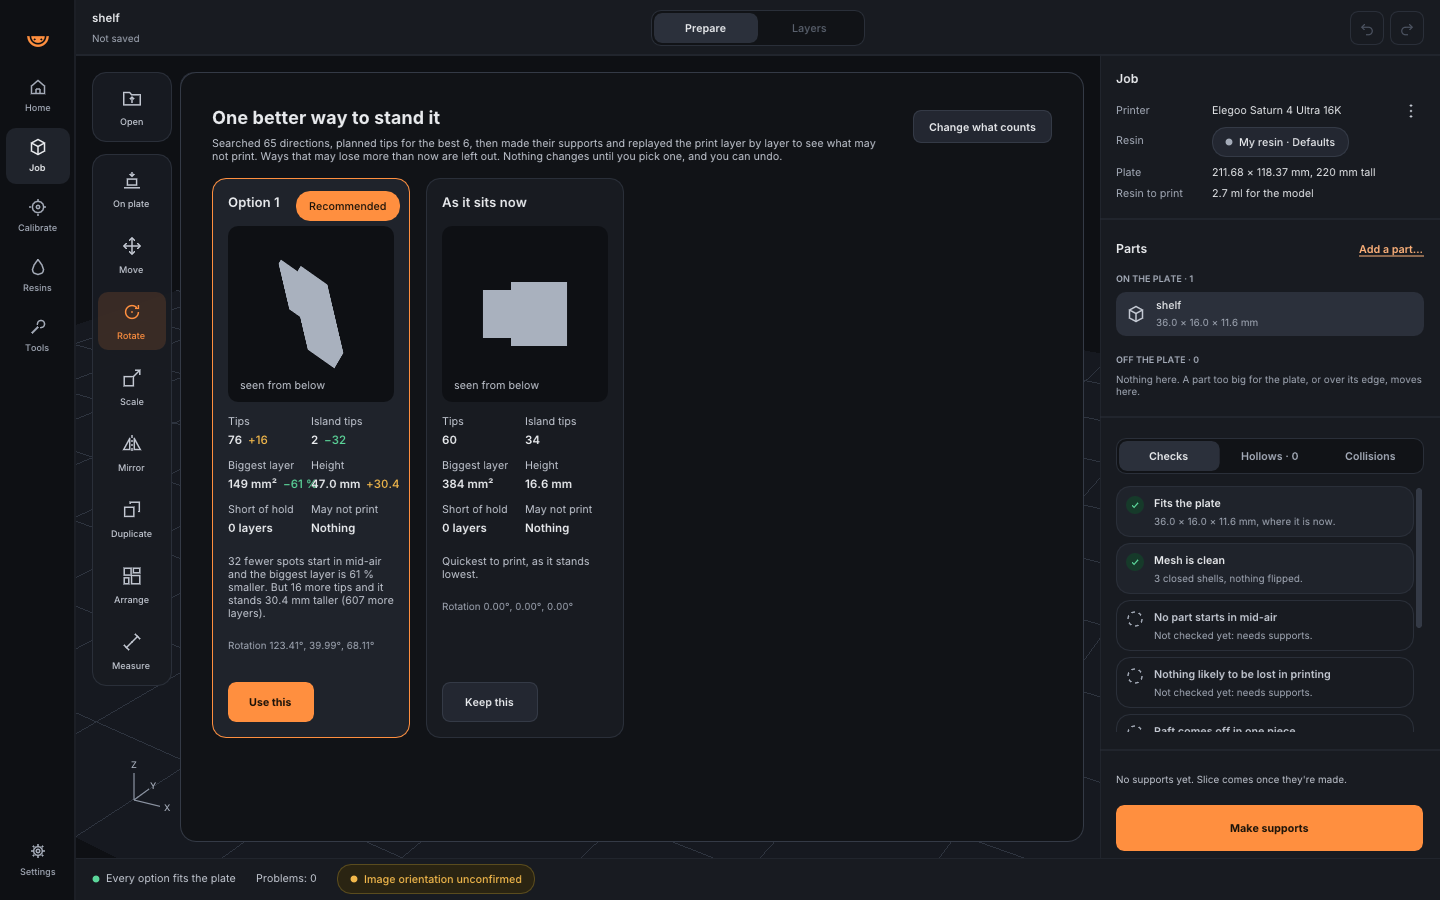 shelf
Not saved
Prepare
Layers
Home
Job
Calibrate
Resins
Tools
Settings
Open
On plate
Move
Rotate
Scale
Mirror
Duplicate
Arrange
Measure
Z
Y
X
One better way to stand it
Searched 65 directions, planned tips for the best 6, then made their supports and replayed the print layer by layer to see what may
not print. Ways that may lose more than now are left out. Nothing changes until you pick one, and you can undo.
Change what counts
Option 1
Recommended
seen from below
Tips
Island tips
76 +16
2 −32
Biggest layer
Height
149 mm² −61 %
47.0 mm +30.4
Short of hold
May not print
0 layers
Nothing
32 fewer spots start in mid-air
and the biggest layer is 61 %
smaller. But 16 more tips and it
stands 30.4 mm taller (607 more
layers).
Rotation 123.41°, 39.99°, 68.11°
Use this
As it sits now
seen from below
Tips
Island tips
60
34
Biggest layer
Height
384 mm²
16.6 mm
Short of hold
May not print
0 layers
Nothing
Quickest to print, as it stands
lowest.
Rotation 0.00°, 0.00°, 0.00°
Keep this
Job
Printer
Elegoo Saturn 4 Ultra 16K
Resin
My resin · Defaults
Plate
211.68 × 118.37 mm, 220 mm tall
Resin to print
2.7 ml for the model
Parts
Add a part...
ON THE PLATE · 1
shelf
36.0 × 16.0 × 11.6 mm
OFF THE PLATE · 0
Nothing here. A part too big for the plate, or over its edge, moves
here.
Checks
Hollows · 0
Collisions
Fits the plate
36.0 × 16.0 × 11.6 mm, where it is now.
Mesh is clean
3 closed shells, nothing flipped.
No part starts in mid-air
Not checked yet: needs supports.
Nothing likely to be lost in printing
Not checked yet: needs supports.
Raft comes off in one piece
No supports yet. Slice comes once they're made.
Make supports
Every option fits the plate
Problems: 0
Image orientation unconfirmed